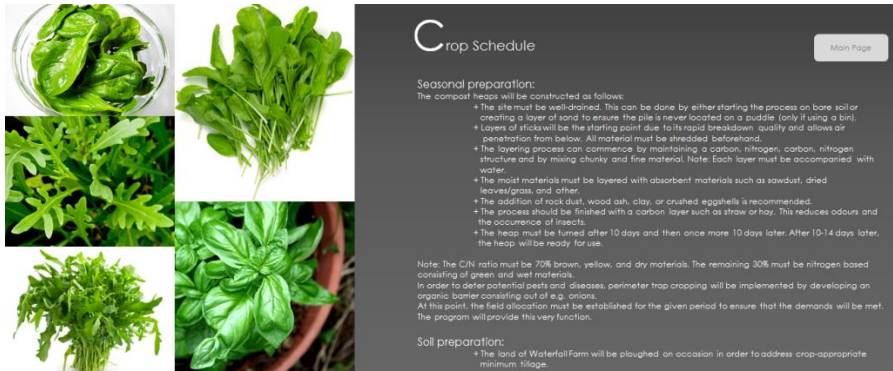 Crop Schedule
Main Page
Seasonal preparation:
The compost heaps will be constructed as follows:
+ The site must be well-drained. This can be done by either starting the process on bare soil or
creating a layer of sand to ensure the pile is never located on a puddle (only if using a bin).
+ Layers of sticks will be the starting point due to its rapid breakdown quality and allows air
penetration from below. All material must be shredded beforehand.
+ The layering process can commence by maintaining a carbon, nitrogen, carbon, nitrogen
structure and by mixing chunky and fine material. Note: Each layer must be accompanied with
water.
+ The moist materials must be layered with absorbent materials such as sawdust, dried
leaves/grass, and other.
+ The addition of rock dust, wood ash, clay, or crushed eggshells is recommended.
+ The process should be finished with a carbon layer such as straw or hay. This reduces odours and
the occurrence of insects.
+ The heap must be turned after 10 days and then once more 10 days later. After 10-14 days later,
the heap will be ready for use.
Note: The C/N ratio must be 70% brown, yellow, and dry materials. The remaining 30% must be nitrogen based
consisting of green and wet materials.
In order to deter potential pests and diseases, perimeter trap cropping will be implemented by developing an
organic barrier consisting out of e.g. onions.
At this point, the field allocation must be established for the given period to ensure that the demands will be met.
The program will provide this very function.
Soil preparation:
+ The land of Waterfall Farm will be ploughed on occasion in order to address crop-appropriate
minimum tillage.